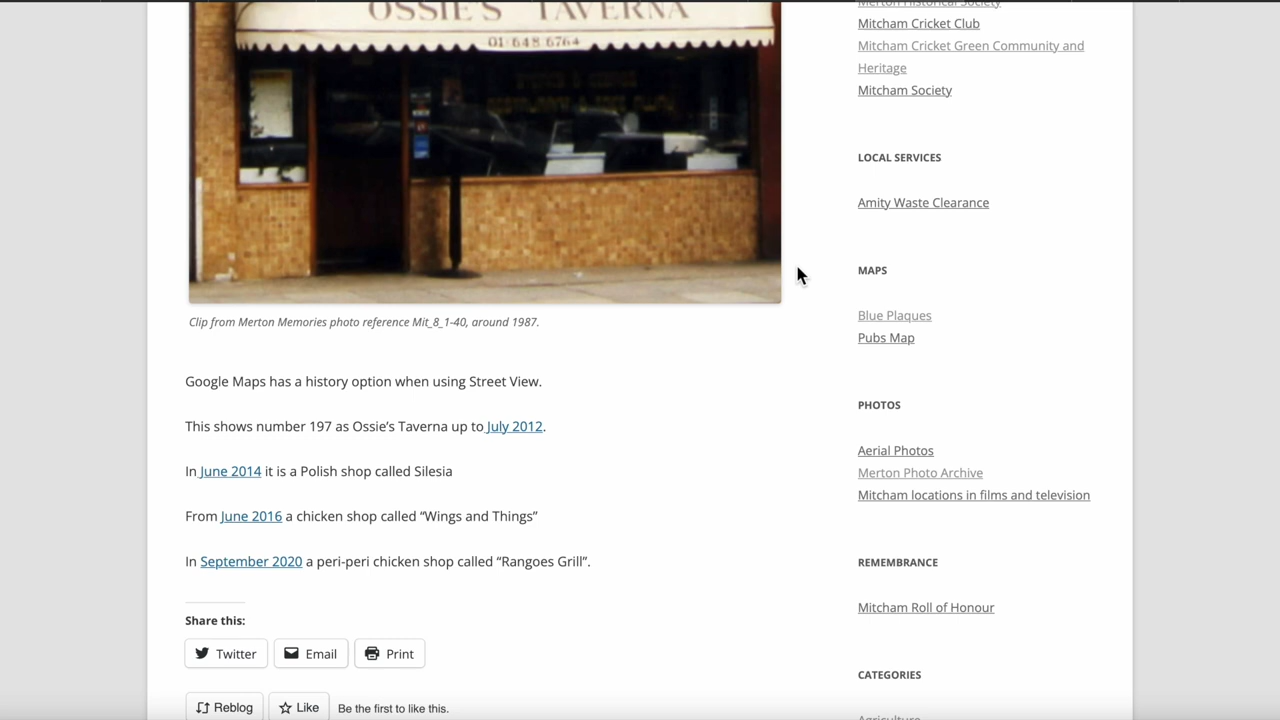 OSSIE'S TAVERNA
01-648 6764
Clip from Merton Memories photo reference Mit_8_1-40, around 1987.
Google Maps has a history option when using Street View.
This shows number 197 as Ossie’s Taverna up to July 2012.
In June 2014 it is a Polish shop called Silesia
From June 2016 a chicken shop called “Wings and Things”
In September 2020 a peri-peri chicken shop called “Rangoes Grill”.
Share this:
Twitter
Email
Print
Reblog
Like
Be the first to like this.
Merton Historical Society
Mitcham Cricket Club
Mitcham Cricket Green Community and
Heritage
Mitcham Society
LOCAL SERVICES
Amity Waste Clearance
MAPS
Blue Plaques
Pubs Map
PHOTOS
Aerial Photos
Merton Photo Archive
Mitcham locations in films and television
REMEMBRANCE
Mitcham Roll of Honour
CATEGORIES
Agriculture